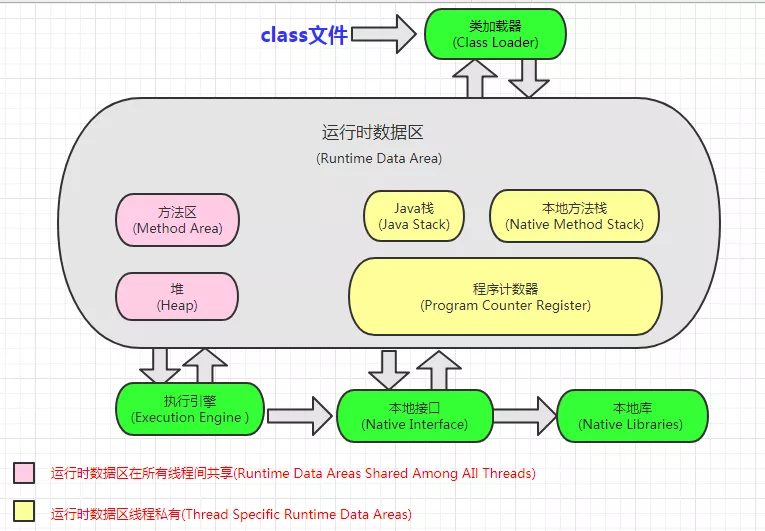 class文件
类加载器
(Class Loader)
运行时数据区
(Runtime Data Area)
方法区
(Method Area)
Java栈
(Java Stack)
本地方法栈
(Native Method Stack)
堆
(Heap)
程序计数器
(Program Counter Register)
执行引擎
(Execution Engine )
本地接口
(Native Interface)
本地库
(Native Libraries)
运行时数据区在所有线程间共享(Runtime Data Areas Shared Among All Threads)
运行时数据区线程私有(Thread Specific Runtime Data Areas)